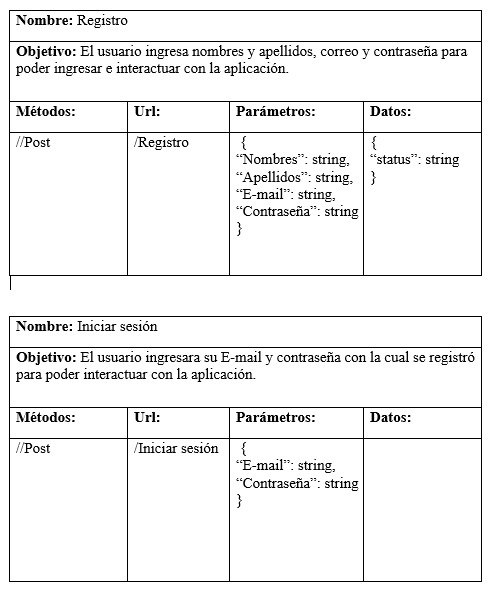 Nombre: Registro
Objetivo: El usuario ingresa nombres y apellidos, correo y contraseña para
poder ingresar e interactuar con la aplicación.
Métodos: Url: Parámetros: Datos:
//Post /Registro { {
“Nombres”: string, “status”: string
“Apellidos”: string, }
“E-mail”: string,
“Contraseña”: string
}
Nombre: Iniciar sesión
Objetivo: El usuario ingresara su E-mail y contraseña con la cual se registró
para poder interactuar con la aplicación.
Métodos: Url: Parámetros: Datos:
//Post /Iniciar sesión {
“E-mail”: string,
“Contraseña”: string
}